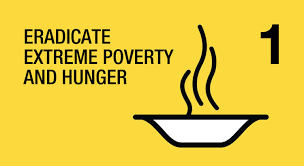 ERADICATE
EXTREME POVERTY
AND HUNGER
1